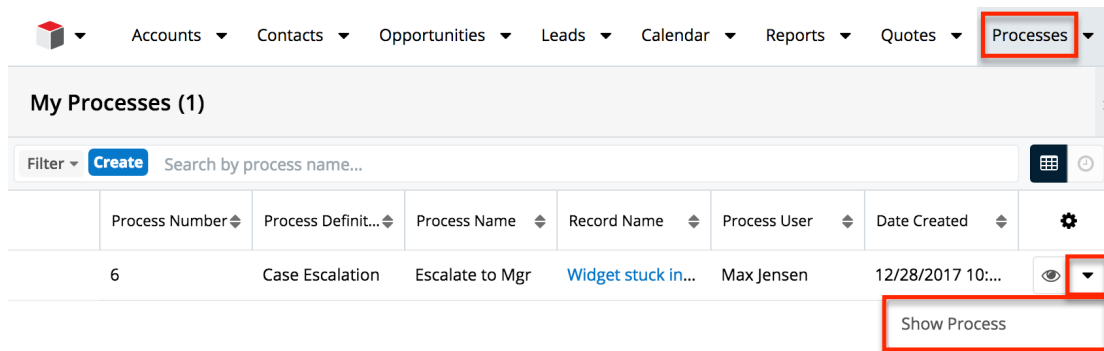 Accounts Contacts Opportunities Leads Calendar Reports Quotes Processes
My Processes (1)
Filter Create Search by process name...
Process Number Process Definit... Process Name Record Name Process User Date Created
6 Case Escalation Escalate to Mgr Widget stuck in... Max Jensen 12/28/2017 10:...
Show Process